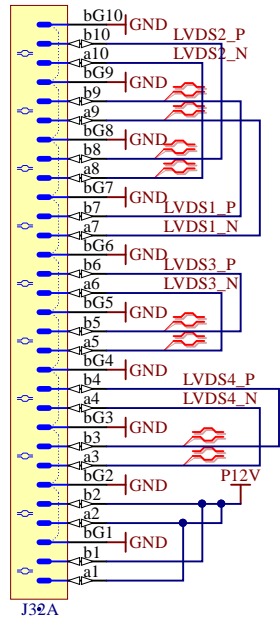 bG10 GND
b10 LVDS2_P
a10 LVDS2_N
bG9 GND
b9
a9
bG8 GND
b8
a8
bG7 GND
b7 LVDS1_P
a7 LVDS1_N
bG6 GND
b6 LVDS3_P
a6 LVDS3_N
bG5 GND
b5
a5
bG4 GND
b4 LVDS4_P
a4 LVDS4_N
bG3 GND
b3
a3
bG2 GND P12V
b2
a2
bG1 GND
b1
a1
J32A